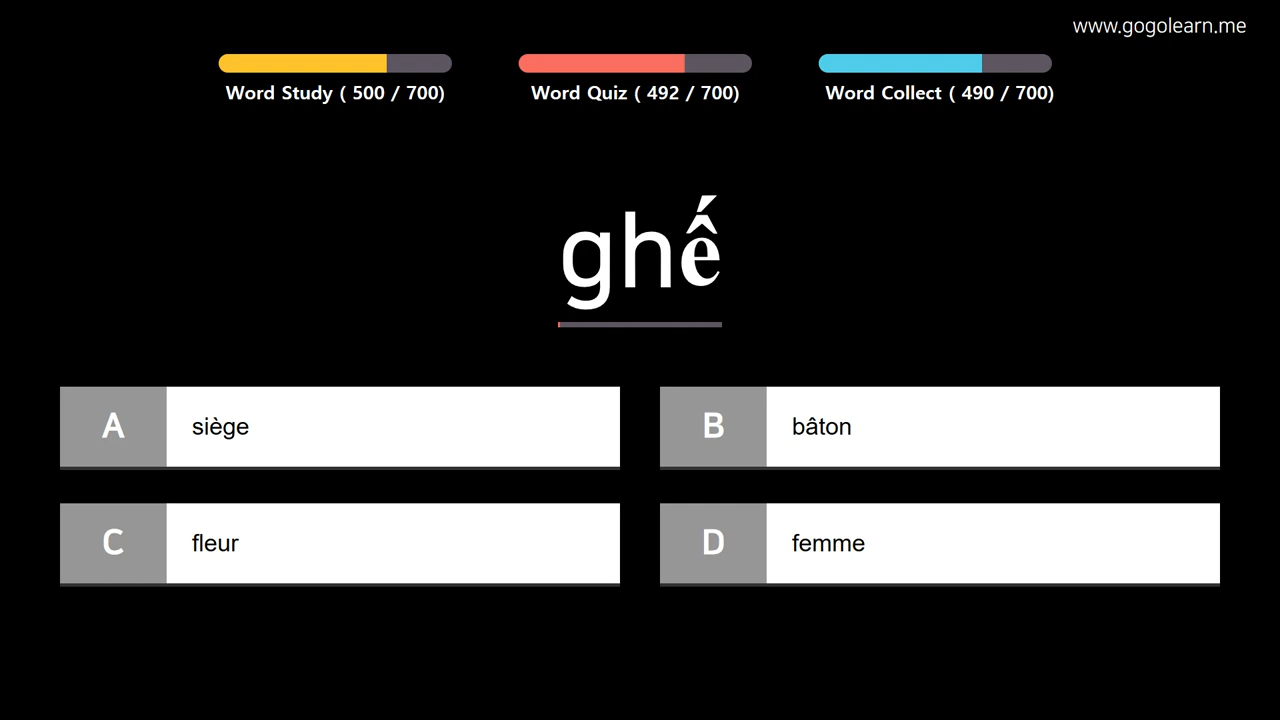 www.gogolearn.me
Word Study ( 500 / 700)
Word Quiz ( 492 / 700)
Word Collect ( 490 / 700)
ghế
A siège
B bâton
C fleur
D femme